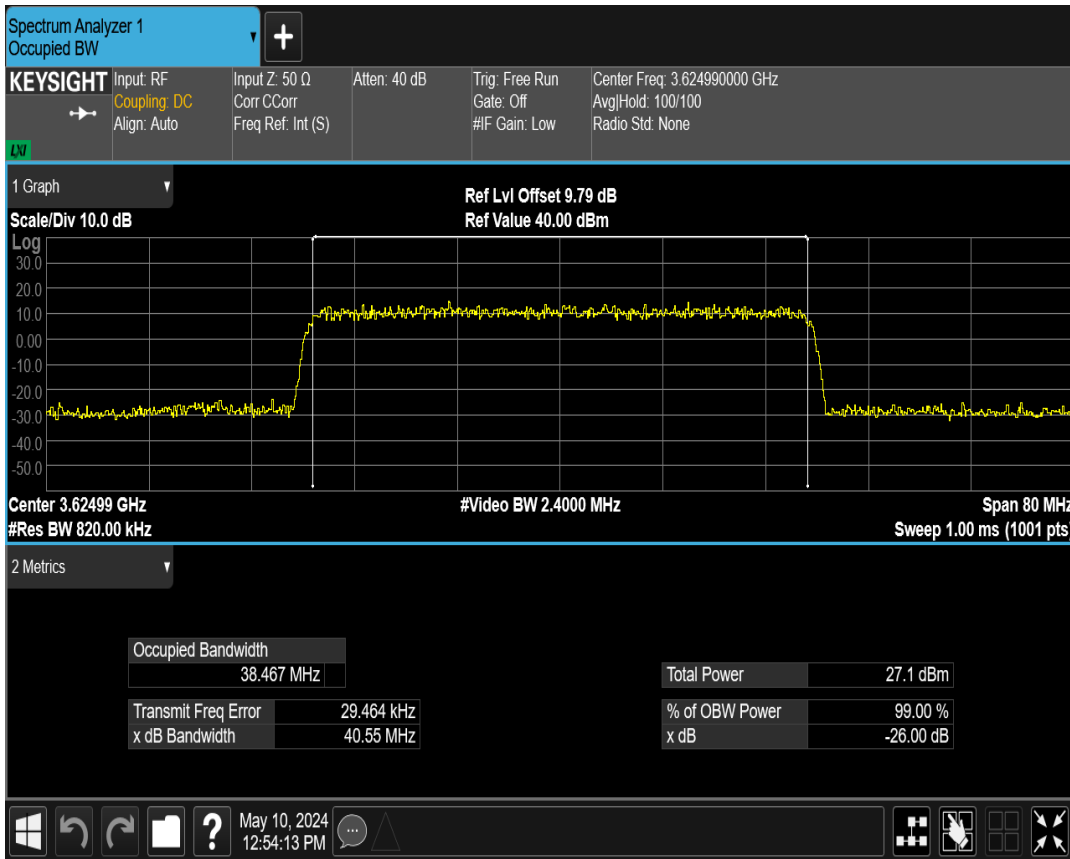 Spectrum Analyzer 1
Occupied BW
+
KEYSIGHT
LXI
Input: RF
Coupling: DC
Align: Auto
Input Z: 50 Ω
Corr CCorr
Freq Ref: Int (S)
Atten: 40 dB
Trig: Free Run
Gate: Off
#IF Gain: Low
Center Freq: 3.624990000 GHz
Avg|Hold: 100/100
Radio Std: None
1 Graph
Ref Lvl Offset 9.79 dB
Scale/Div 10.0 dB
Ref Value 40.00 dBm
Log
30.0
20.0
10.0
0.00
-10.0
-20.0
-30.0
-40.0
-50.0
Center 3.62499 GHz
#Video BW 2.4000 MHz
Span 80 MHz
#Res BW 820.00 kHz
Sweep 1.00 ms (1001 pts)
2 Metrics
Occupied Bandwidth
38.467 MHz
Total Power 27.1 dBm
Transmit Freq Error 29.464 kHz
% of OBW Power 99.00 %
x dB Bandwidth 40.55 MHz
x dB -26.00 dB
?
May 10, 2024
12:54:13 PM